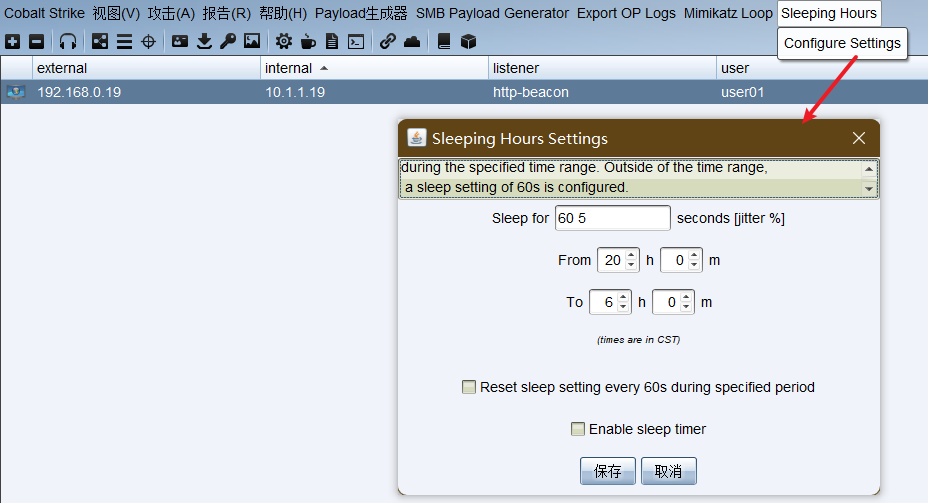 Cobalt Strike 视图(V) 攻击(A) 报告(R) 帮助(H) Payload生成器 SMB Payload Generator Export OP Logs Mimikatz Loop Sleeping Hours
Configure Settings
external internal listener user
192.168.0.19 10.1.1.19 http-beacon user01
Sleeping Hours Settings
during the specified time range. Outside of the time range,
a sleep setting of 60s is configured.
Sleep for 60 5 seconds [jitter %]
From 20 h 0 m
To 6 h 0 m
(times are in CST)
Reset sleep setting every 60s during specified period
Enable sleep timer
保存 取消